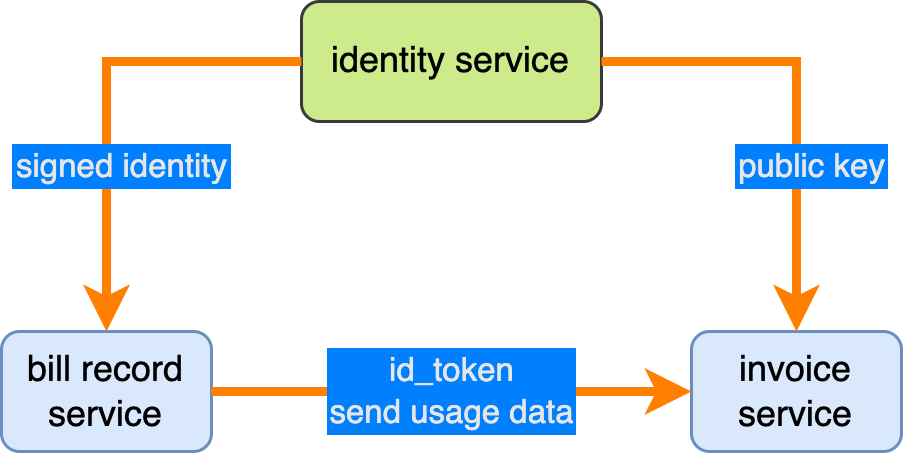 identity service
signed identity
public key
bill record
service
id_token
send usage data
invoice
service